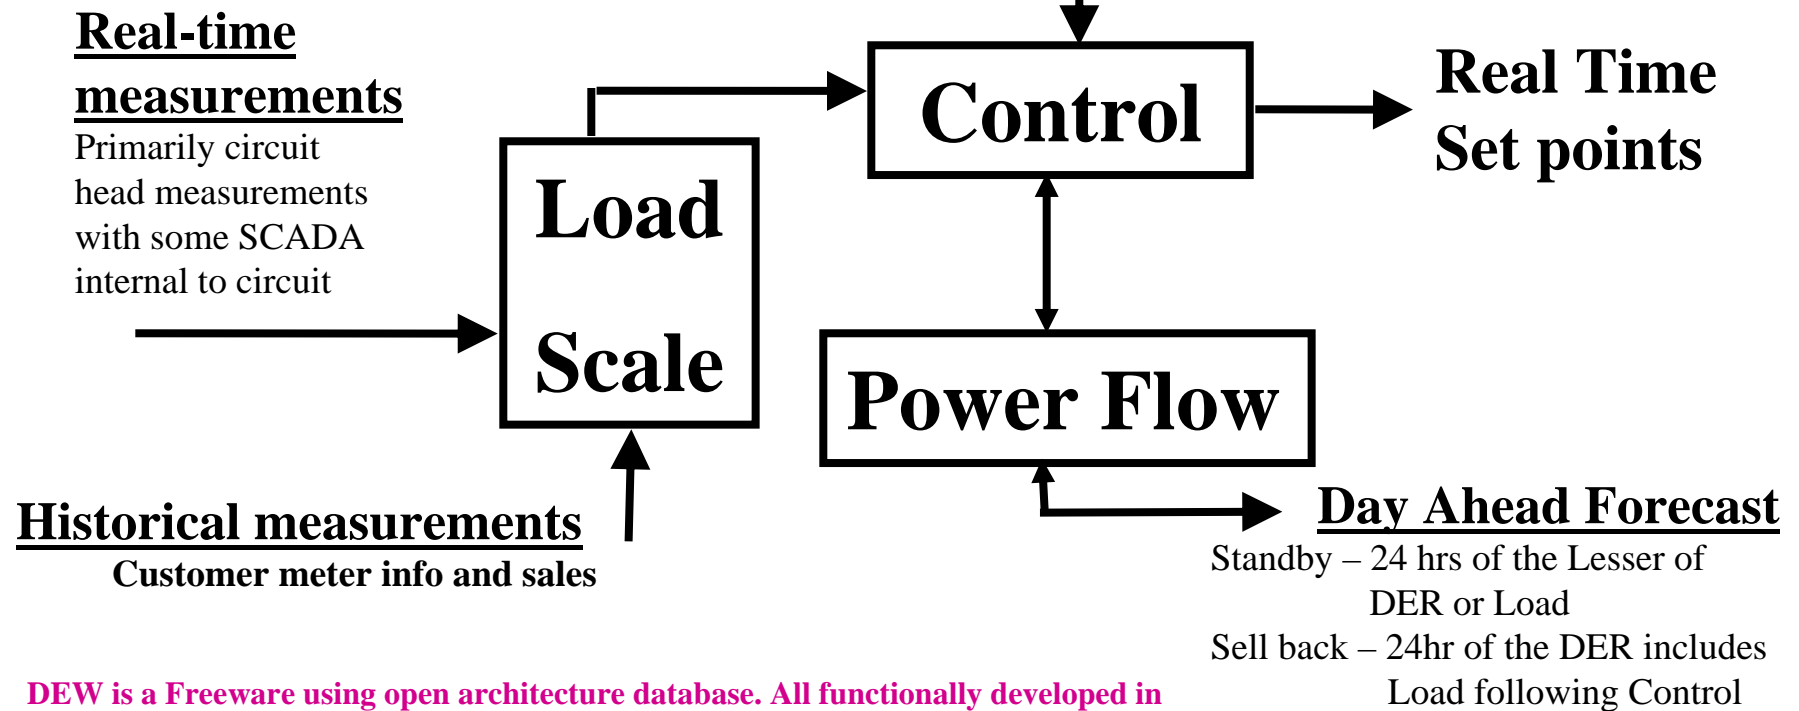 Real-time
measurements
Primarily circuit
head measurements
with some SCADA
internal to circuit
Control
Real Time
Set points
Load
Scale
Power Flow
Historical measurements
Customer meter info and sales
Day Ahead Forecast
Standby – 24 hrs of the Lesser of
DER or Load
Sell back – 24hr of the DER includes
Load following Control
DEW is a Freeware using open architecture database. All functionally developed in